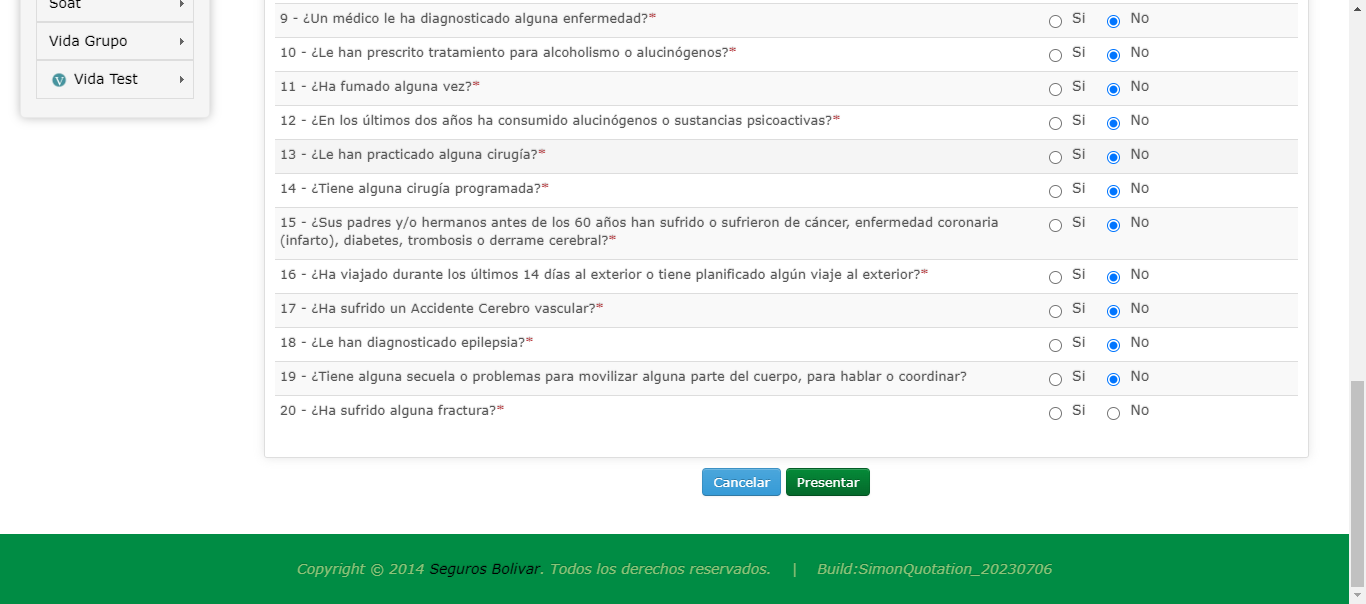 Soat
Vida Grupo
V Vida Test
9 - ¿Un médico le ha diagnosticado alguna enfermedad?* Si No
10 - ¿Le han prescrito tratamiento para alcoholismo o alucinógenos?* Si No
11 - ¿Ha fumado alguna vez?* Si No
12 - ¿En los últimos dos años ha consumido alucinógenos o sustancias psicoactivas?* Si No
13 - ¿Le han practicado alguna cirugía?* Si No
14 - ¿Tiene alguna cirugía programada?* Si No
15 - ¿Sus padres y/o hermanos antes de los 60 años han sufrido o sufrieron de cáncer, enfermedad coronaria Si No
(infarto), diabetes, trombosis o derrame cerebral?*
16 - ¿Ha viajado durante los últimos 14 días al exterior o tiene planificado algún viaje al exterior?* Si No
17 - ¿Ha sufrido un Accidente Cerebro vascular?* Si No
18 - ¿Le han diagnosticado epilepsia?* Si No
19 - ¿Tiene alguna secuela o problemas para movilizar alguna parte del cuerpo, para hablar o coordinar? Si No
20 - ¿Ha sufrido alguna fractura?* Si No
Cancelar Presentar
Copyright © 2014 Seguros Bolivar. Todos los derechos reservados. | Build:SimonQuotation_20230706